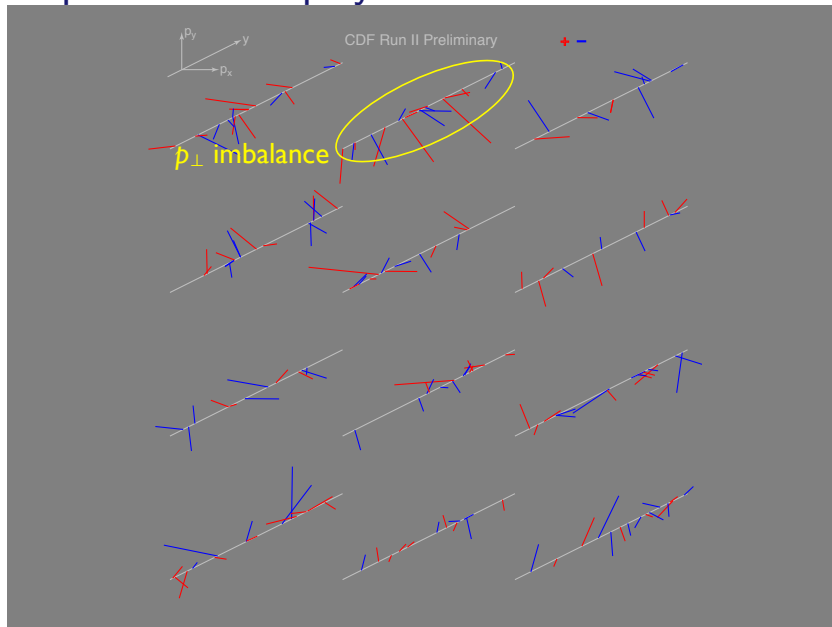 p_y
y
p_x
CDF Run II Preliminary
+ −
p⊥ imbalance